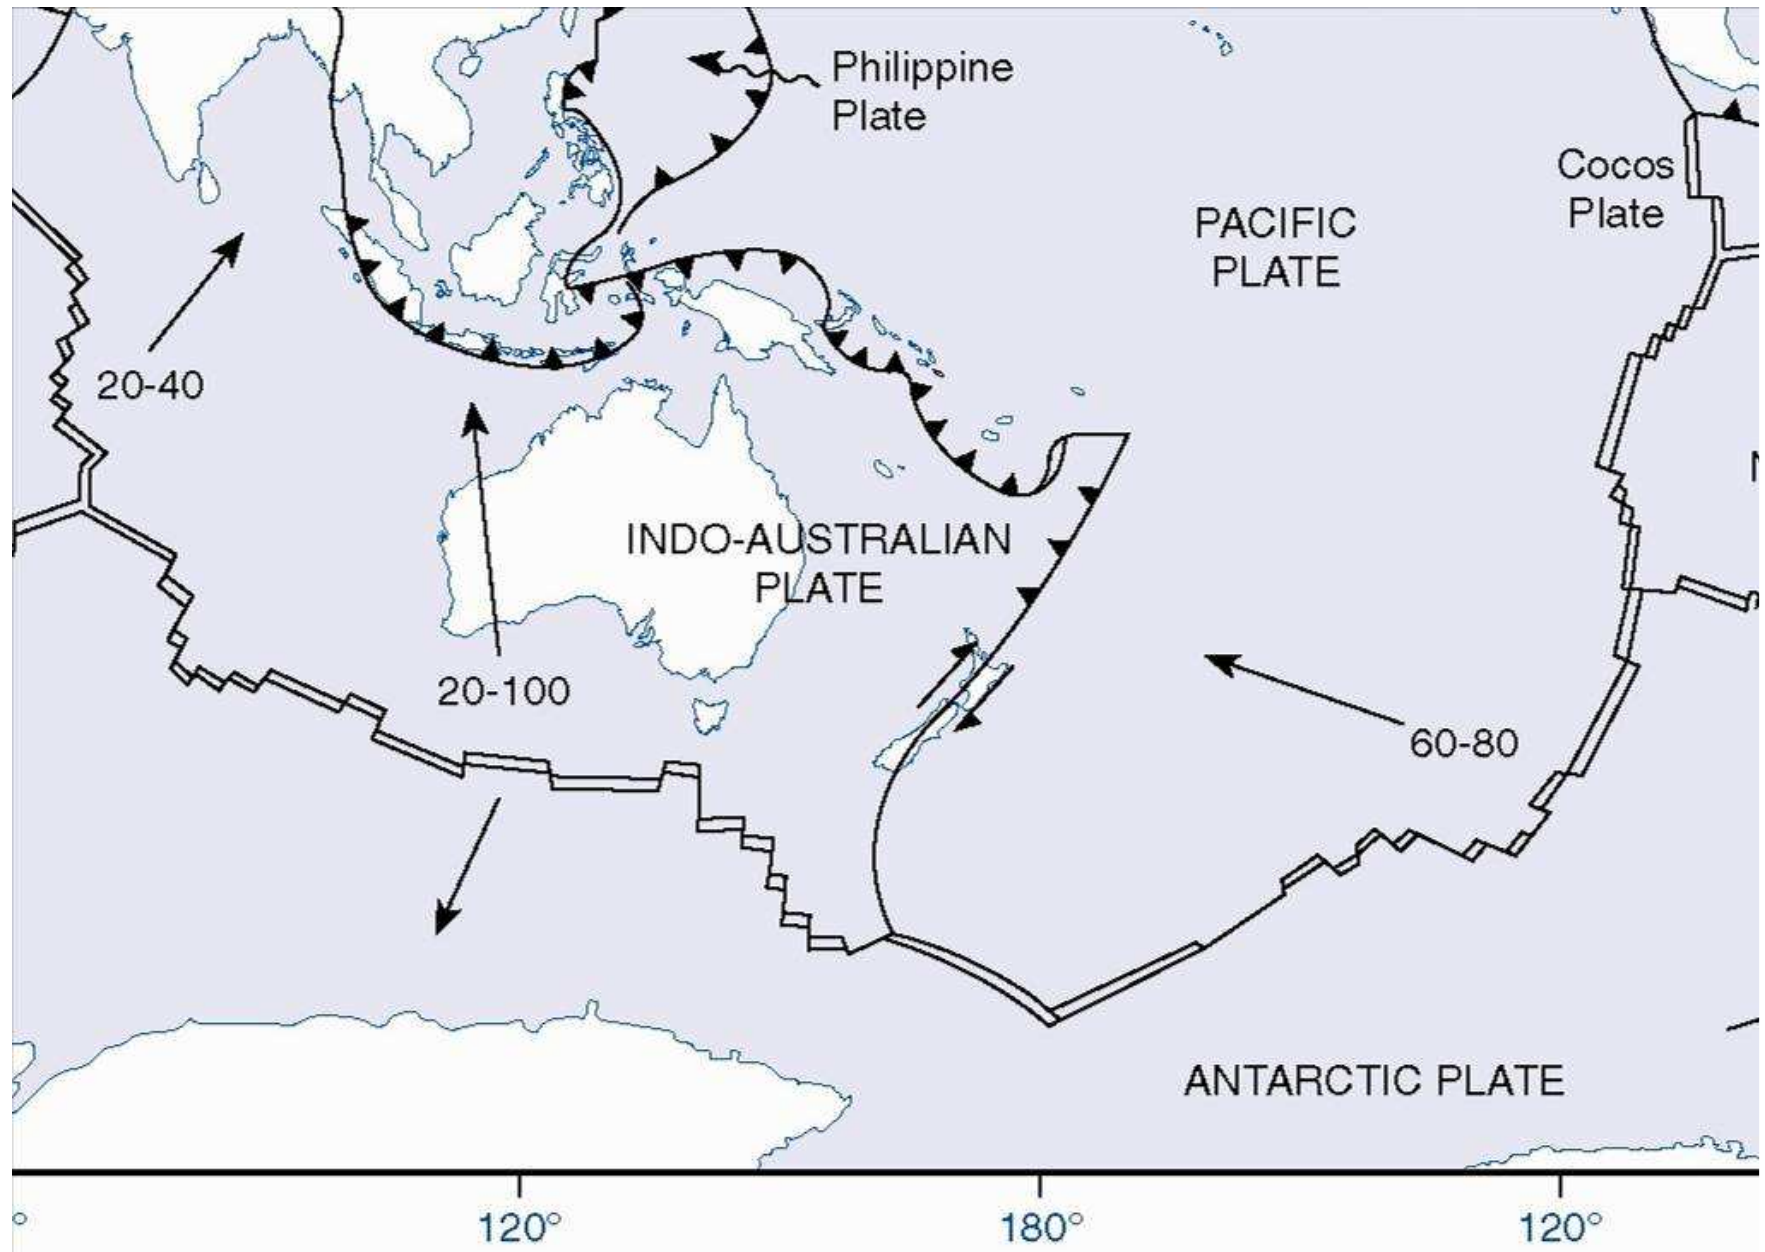 Philippine
Plate
Cocos
Plate
PACIFIC
PLATE
20-40
INDO-AUSTRALIAN
PLATE
20-100
60-80
ANTARCTIC PLATE
120°
180°
120°